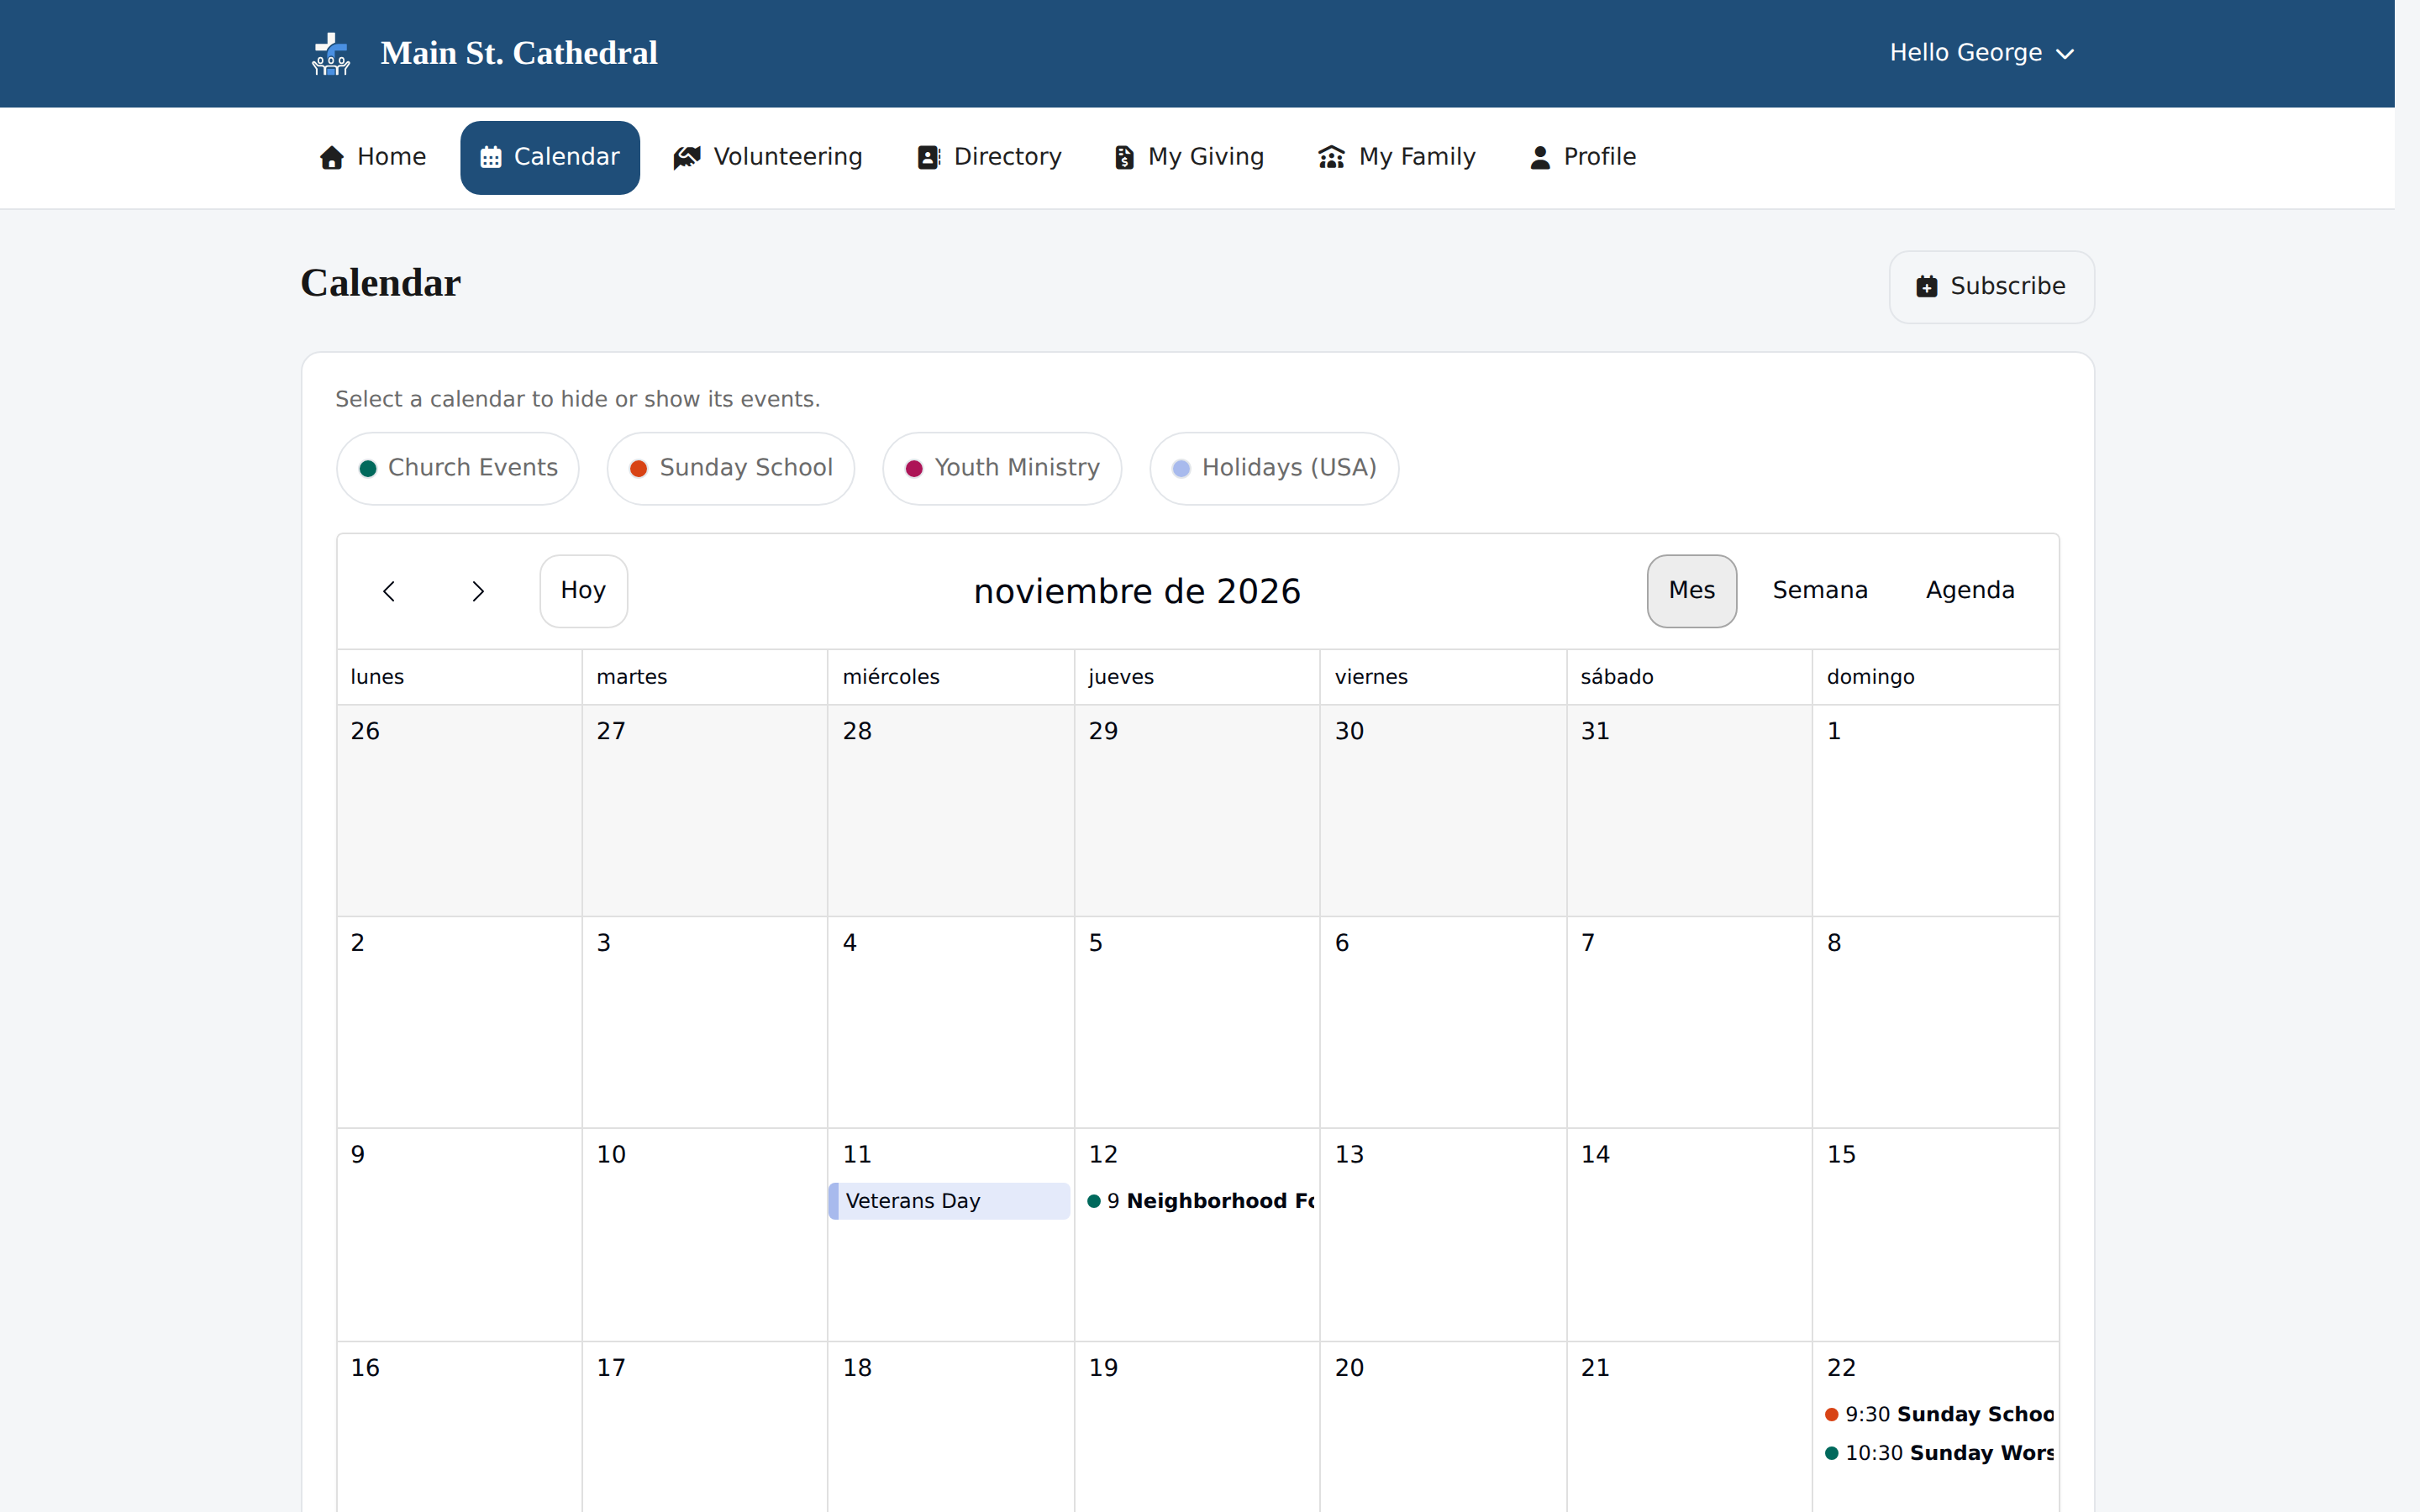 Main St. Cathedral
Hello George
Home Calendar Volunteering Directory My Giving My Family Profile
Calendar
Subscribe
Select a calendar to hide or show its events.
Church Events Sunday School Youth Ministry Holidays (USA)
Hoy noviembre de 2026 Mes Semana Agenda
lunes martes miércoles jueves viernes sábado domingo
26 27 28 29 30 31 1
2 3 4 5 6 7 8
9 10 11 12 13 14 15
Veterans Day 9 Neighborhood Fo
16 17 18 19 20 21 22
9:30 Sunday Schoo
10:30 Sunday Wors